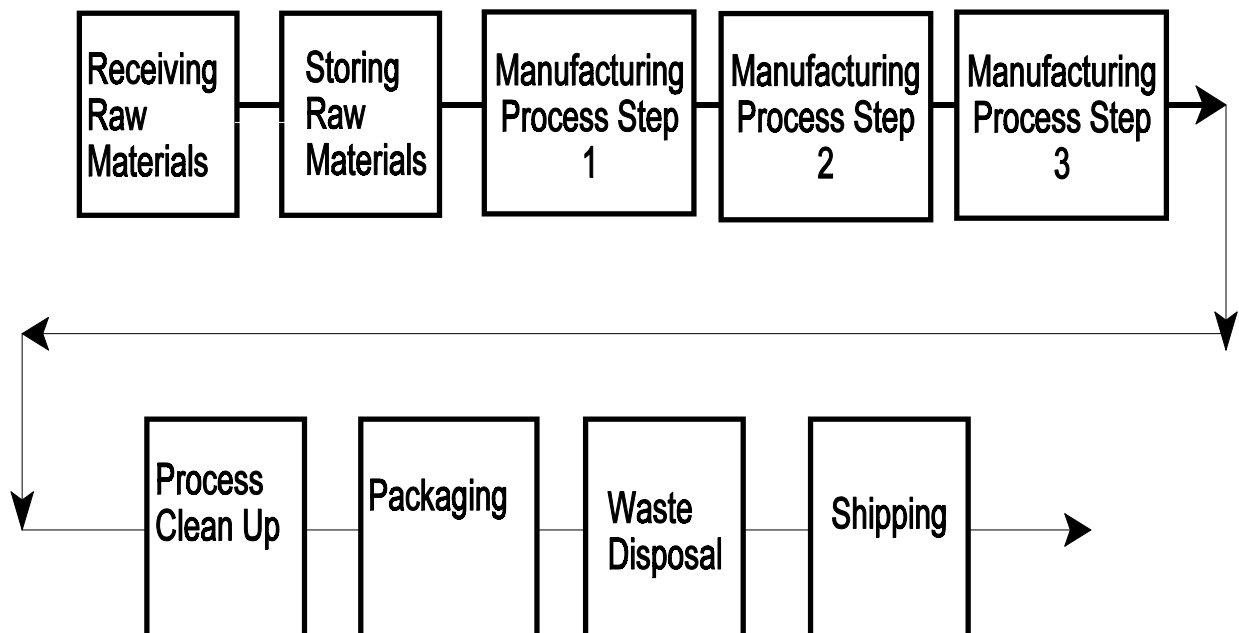 Receiving
Raw
Materials
Storing
Raw
Materials
Manufacturing
Process Step
1
Manufacturing
Process Step
2
Manufacturing
Process Step
3
Process
Clean Up
Packaging
Waste
Disposal
Shipping